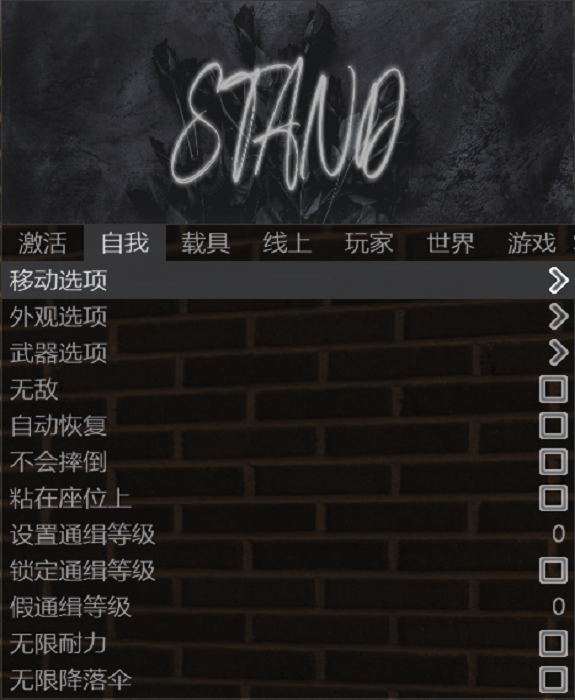 STAND
激活 自我 载具 线上 玩家 世界 游戏
移动选项
外观选项
武器选项
无敌
自动恢复
不会摔倒
粘在座位上
设置通缉等级 0
锁定通缉等级
假通缉等级 0
无限耐力
无限降落伞